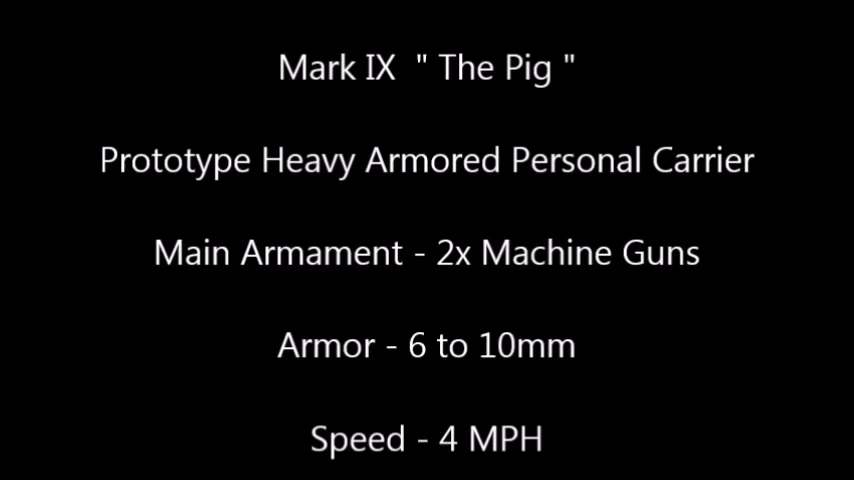 Mark IX " The Pig "
Prototype Heavy Armored Personal Carrier
Main Armament - 2x Machine Guns
Armor - 6 to 10mm
Speed - 4 MPH